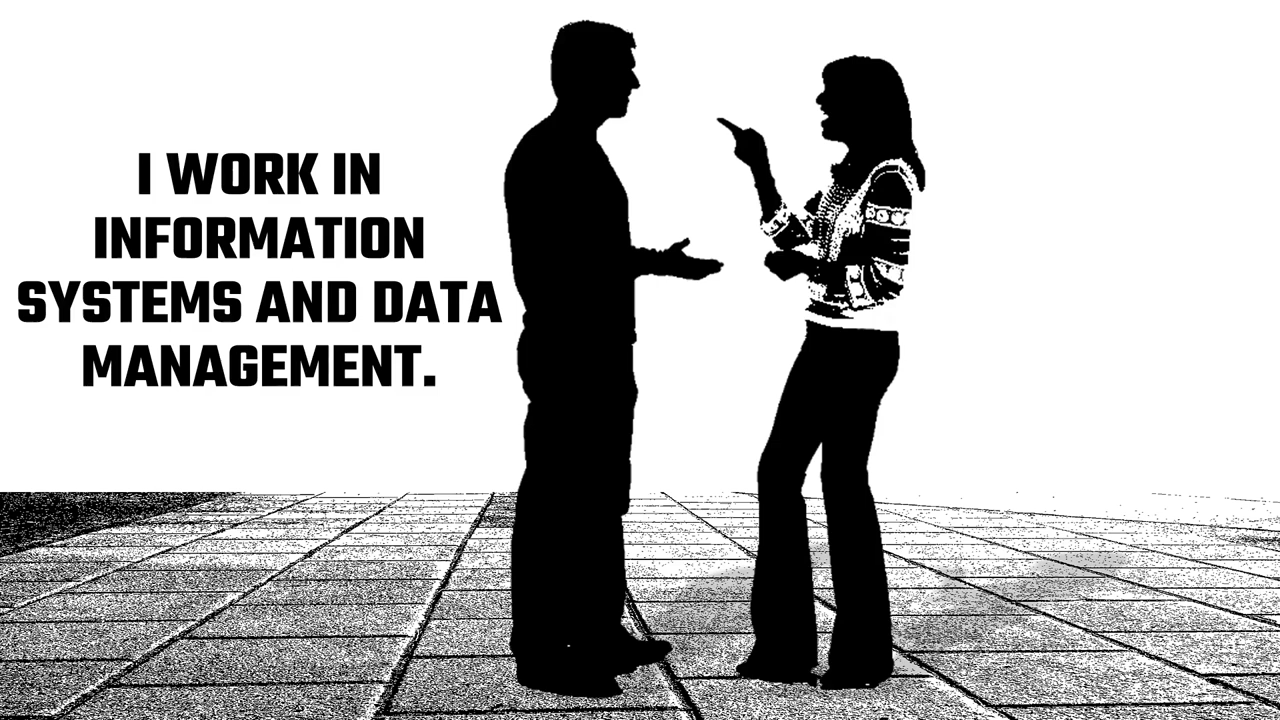 I WORK IN
INFORMATION
SYSTEMS AND DATA
MANAGEMENT.